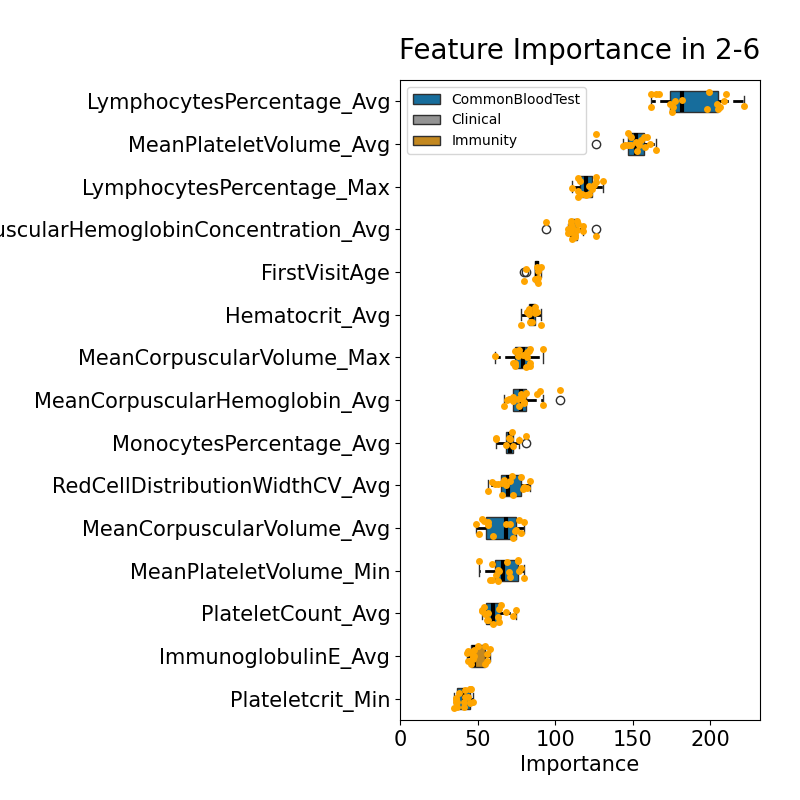 Feature Importance in 2-6
CommonBloodTest
Clinical
Immunity
LymphocytesPercentage_Avg
MeanPlateletVolume_Avg
LymphocytesPercentage_Max
uscularHemoglobinConcentration_Avg
FirstVisitAge
Hematocrit_Avg
MeanCorpuscularVolume_Max
MeanCorpuscularHemoglobin_Avg
MonocytesPercentage_Avg
RedCellDistributionWidthCV_Avg
MeanCorpuscularVolume_Avg
MeanPlateletVolume_Min
PlateletCount_Avg
ImmunoglobulinE_Avg
Plateletcrit_Min
0 50 100 150 200
Importance